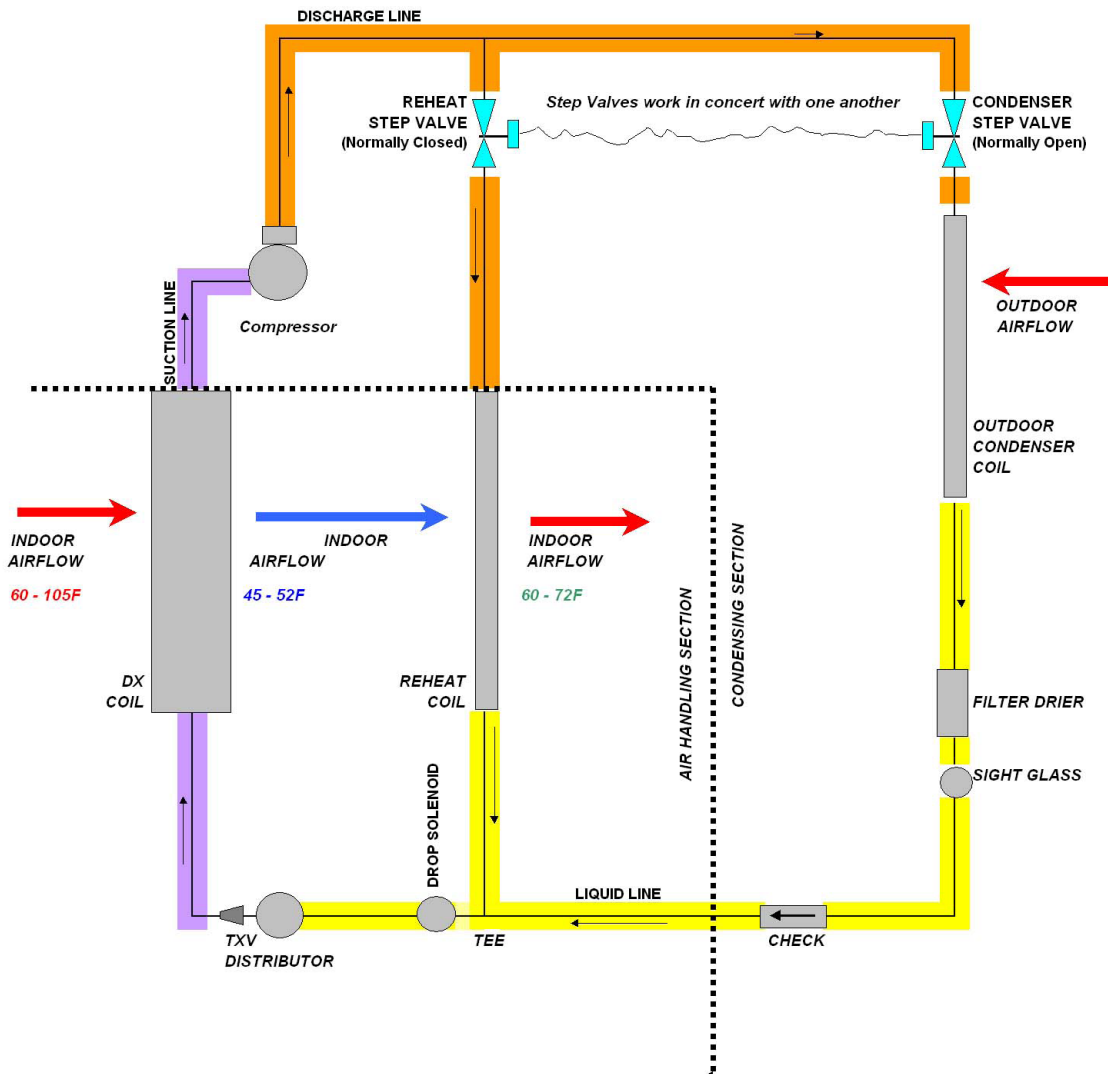 DISCHARGE LINE
REHEAT
STEP VALVE
(Normally Closed)
Step Valves work in concert with one another
CONDENSER
STEP VALVE
(Normally Open)
SUCTION LINE
Compressor
OUTDOOR
AIRFLOW
OUTDOOR
CONDENSER
COIL
INDOOR
AIRFLOW
60 - 105F
INDOOR
AIRFLOW
45 - 52F
INDOOR
AIRFLOW
60 - 72F
AIR HANDLING SECTION
CONDENSING SECTION
DX
COIL
REHEAT
COIL
FILTER DRIER
SIGHT GLASS
DROP SOLENOID
LIQUID LINE
TXV
DISTRIBUTOR
TEE
CHECK